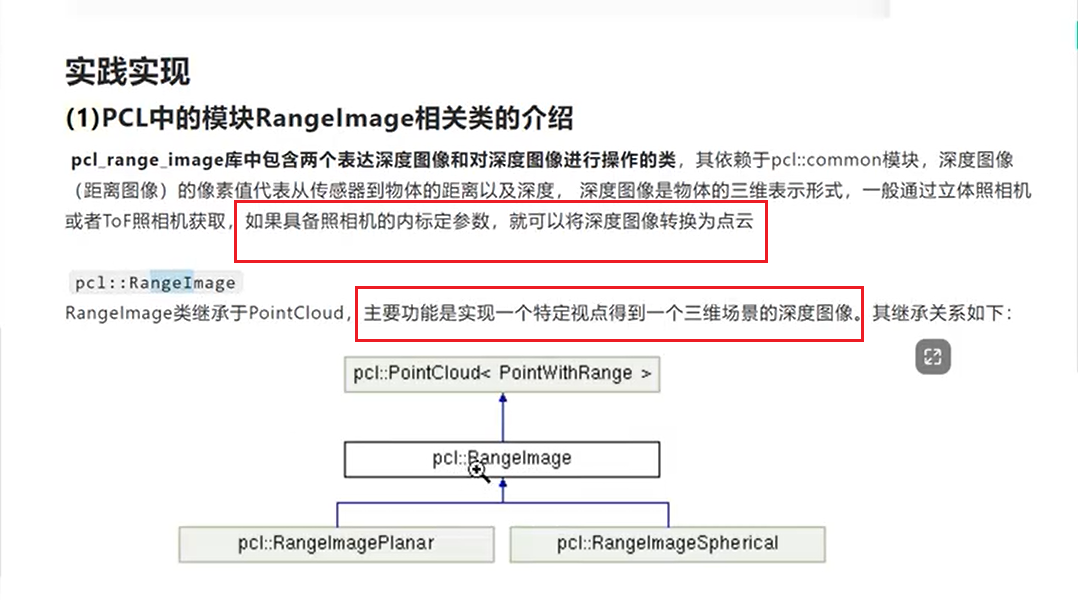 实践实现
(1)PCL中的模块RangeImage相关类的介绍
pcl_range_image库中包含两个表达深度图像和对深度图像进行操作的类，其依赖于pcl::common模块，深度图像
（距离图像）的像素值代表从传感器到物体的距离以及深度， 深度图像是物体的三维表示形式，一般通过立体照相机
或者ToF照相机获取，如果具备照相机的内标定参数，就可以将深度图像转换为点云
pcl::RangeImage
RangeImage类继承于PointCloud，主要功能是实现一个特定视点得到一个三维场景的深度图像。其继承关系如下：
pcl::PointCloud< PointWithRange >
pcl::RangeImage
pcl::RangeImagePlanar
pcl::RangeImageSpherical